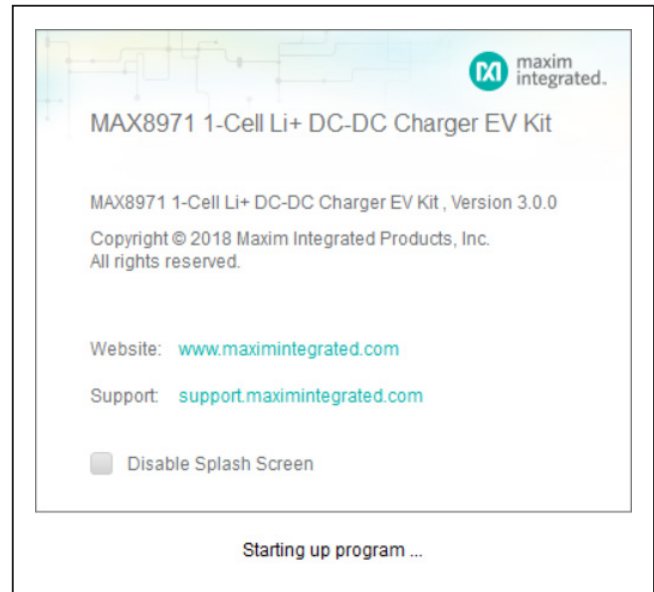 maxim
integrated.
MAX8971 1-Cell Li+ DC-DC Charger EV Kit
MAX8971 1-Cell Li+ DC-DC Charger EV Kit , Version 3.0.0
Copyright © 2018 Maxim Integrated Products, Inc.
All rights reserved.
Website: www.maximintegrated.com
Support: support.maximintegrated.com
Disable Splash Screen
Starting up program ...